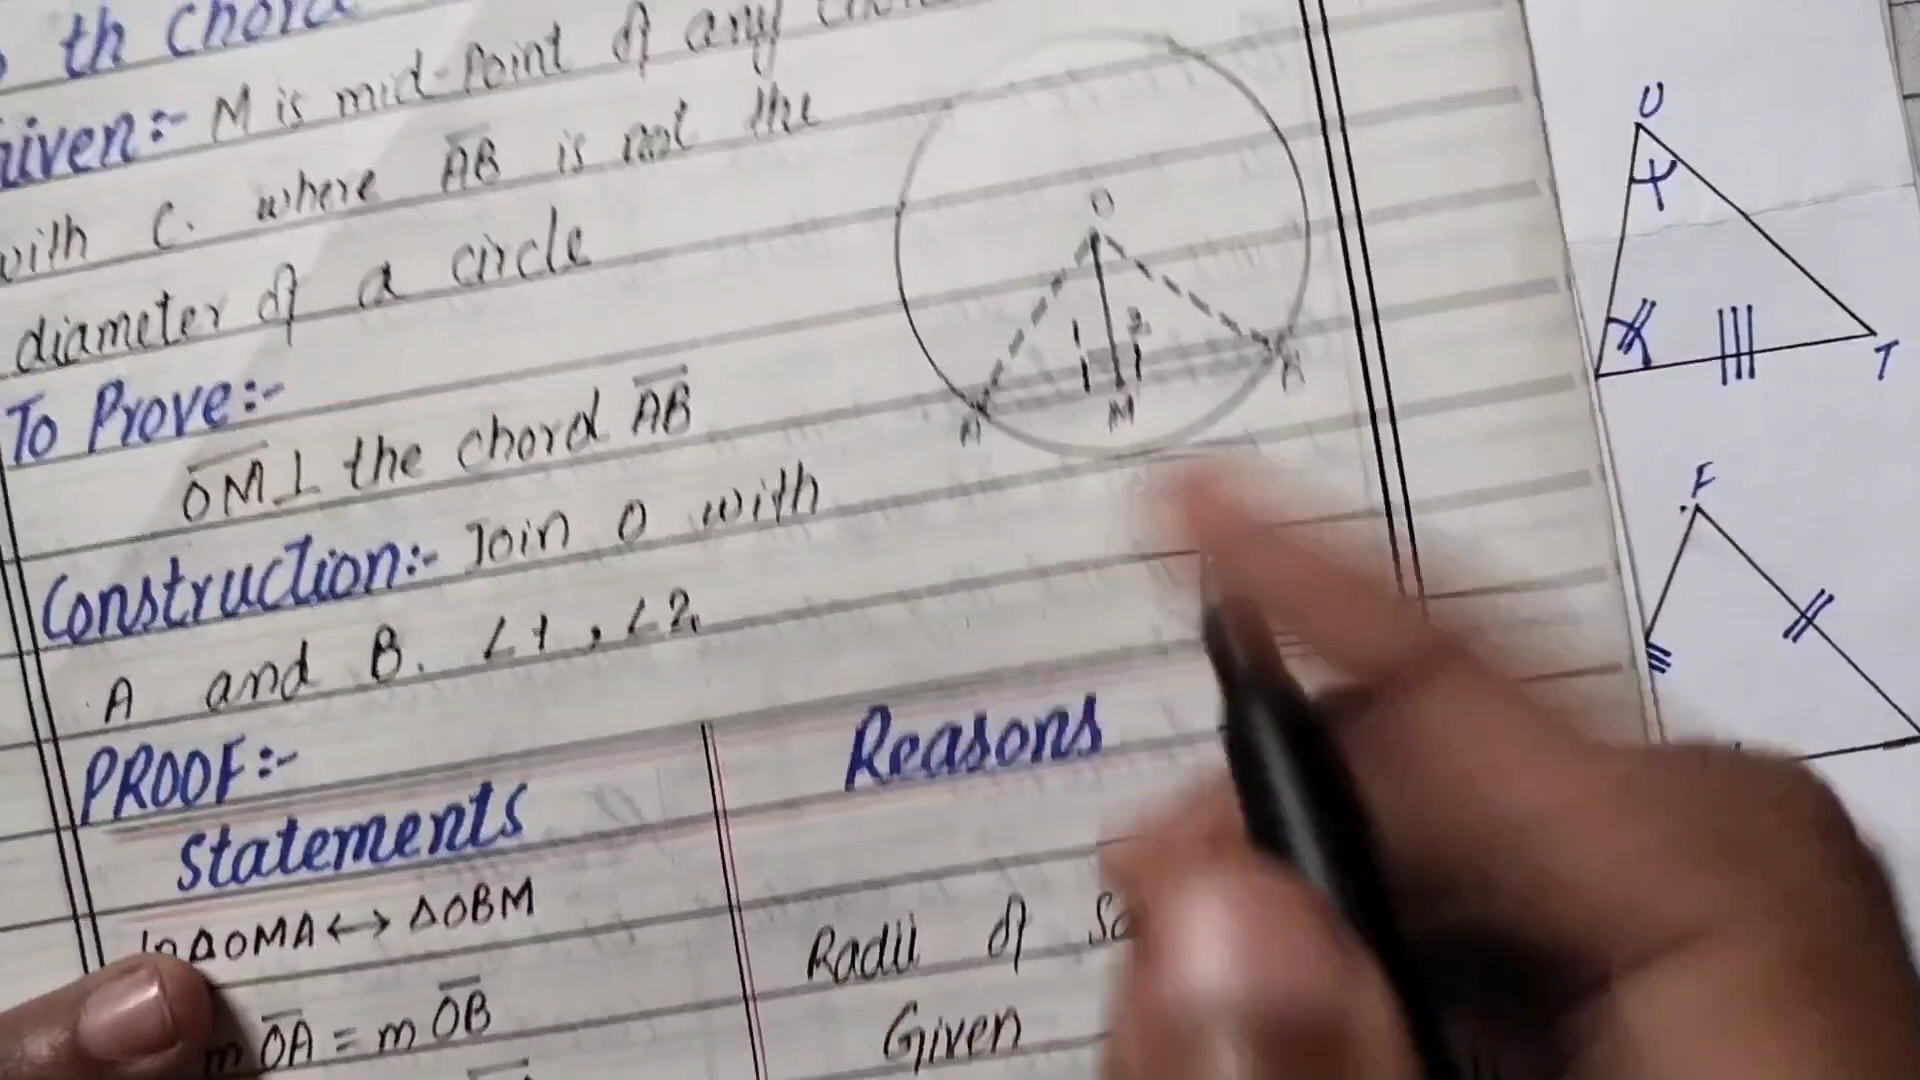 th chord
Given:- M is mid-Point of any
with C. where AB is not the
diameter of a circle
To Prove:-
OM ⊥ the chord AB
Construction:- Join O with
A and B. ∠1, ∠2.
PROOF:-
Statements
Reasons
In ΔOMA ↔ ΔOBM
Radii of
m OA = m OB
Given
O
1 2
A M B
U
T
F